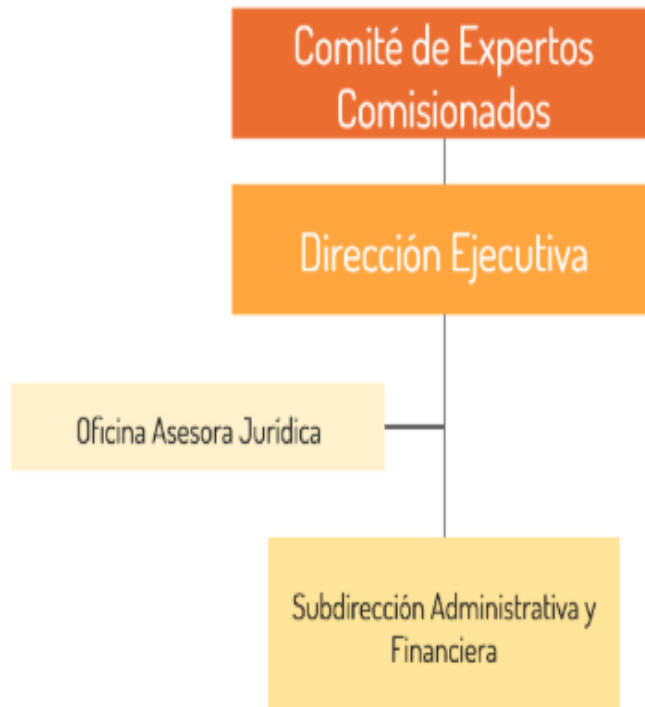 Comité de Expertos
Comisionados
Dirección Ejecutiva
Oficina Asesora Jurídica
Subdirección Administrativa y
Financiera